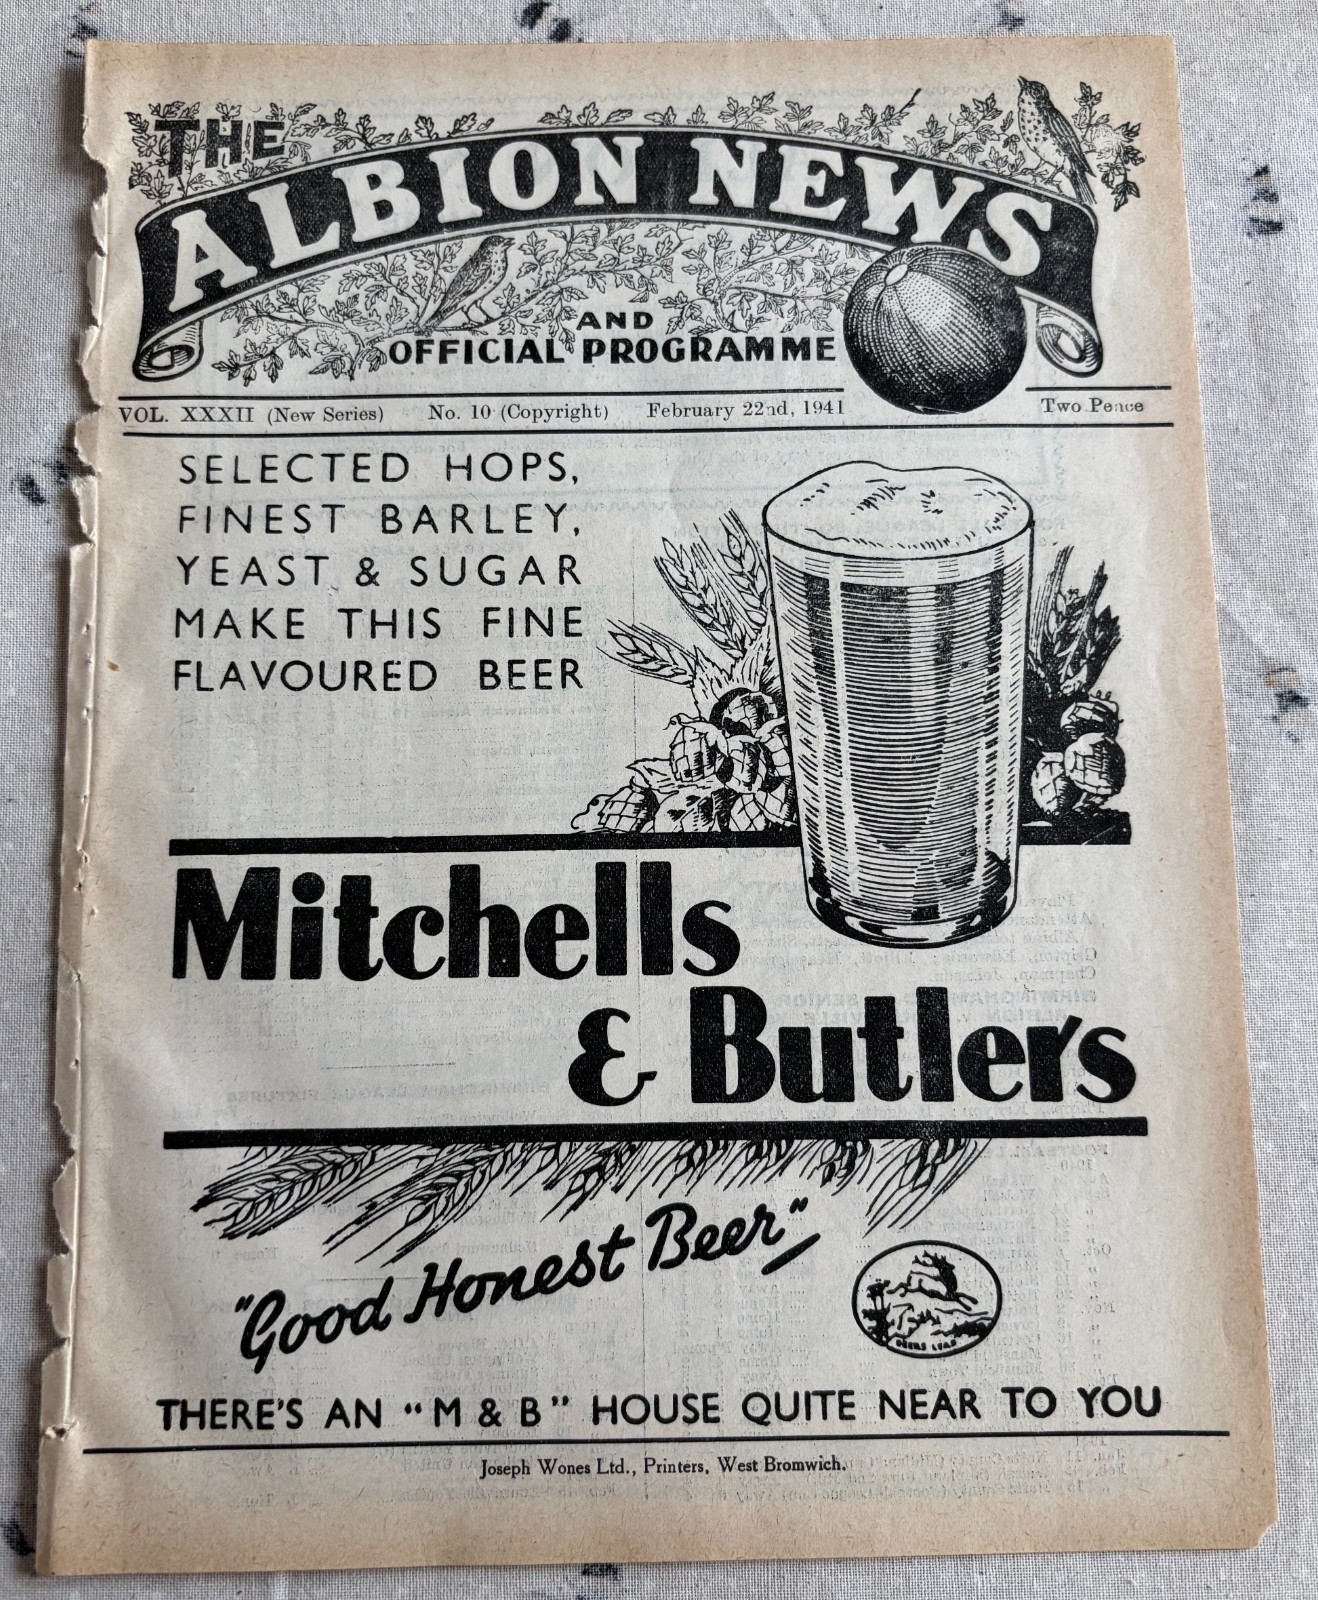 THE
ALBION NEWS
AND
OFFICIAL PROGRAMME
VOL. XXXII (New Series) No. 10 (Copyright) February 22nd, 1941 Two Pence
SELECTED HOPS,
FINEST BARLEY,
YEAST & SUGAR
MAKE THIS FINE
FLAVOURED BEER
Mitchells
& Butlers
"Good Honest Beer"
DEERS LEAP
THERE'S AN "M & B" HOUSE QUITE NEAR TO YOU
Joseph Wones Ltd., Printers, West Bromwich.